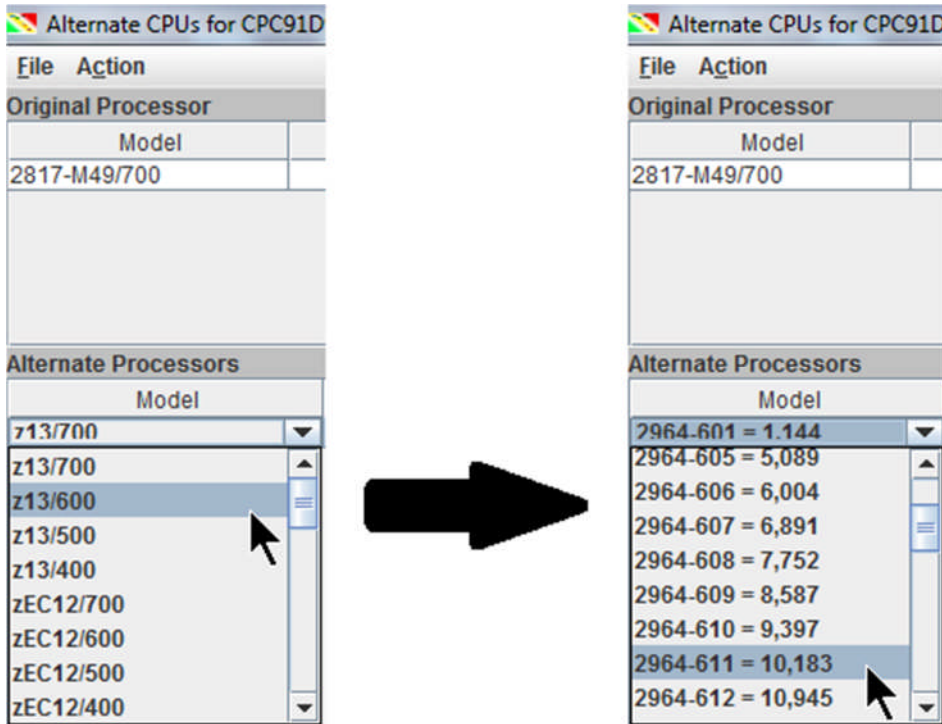 Alternate CPUs for CPC91D
File Action
Original Processor
Model
2817-M49/700
Alternate Processors
Model
z13/700
z13/700
z13/600
z13/500
z13/400
zEC12/700
zEC12/600
zEC12/500
zEC12/400
Alternate CPUs for CPC91D
File Action
Original Processor
Model
2817-M49/700
Alternate Processors
Model
2964-601 = 1,144
2964-605 = 5,089
2964-606 = 6,004
2964-607 = 6,891
2964-608 = 7,752
2964-609 = 8,587
2964-610 = 9,397
2964-611 = 10,183
2964-612 = 10,945